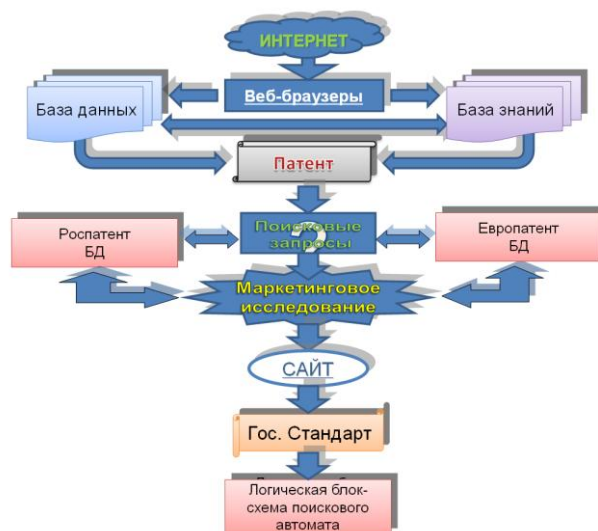 ИНТЕРНЕТ
Веб-браузеры
База данных
База знаний
Патент
Роспатент
БД
?
Поисковые
запросы
Европатент
БД
Маркетинговое
исследование
САЙТ
Гос. Стандарт
Логическая блок-
схема поискового
автомата